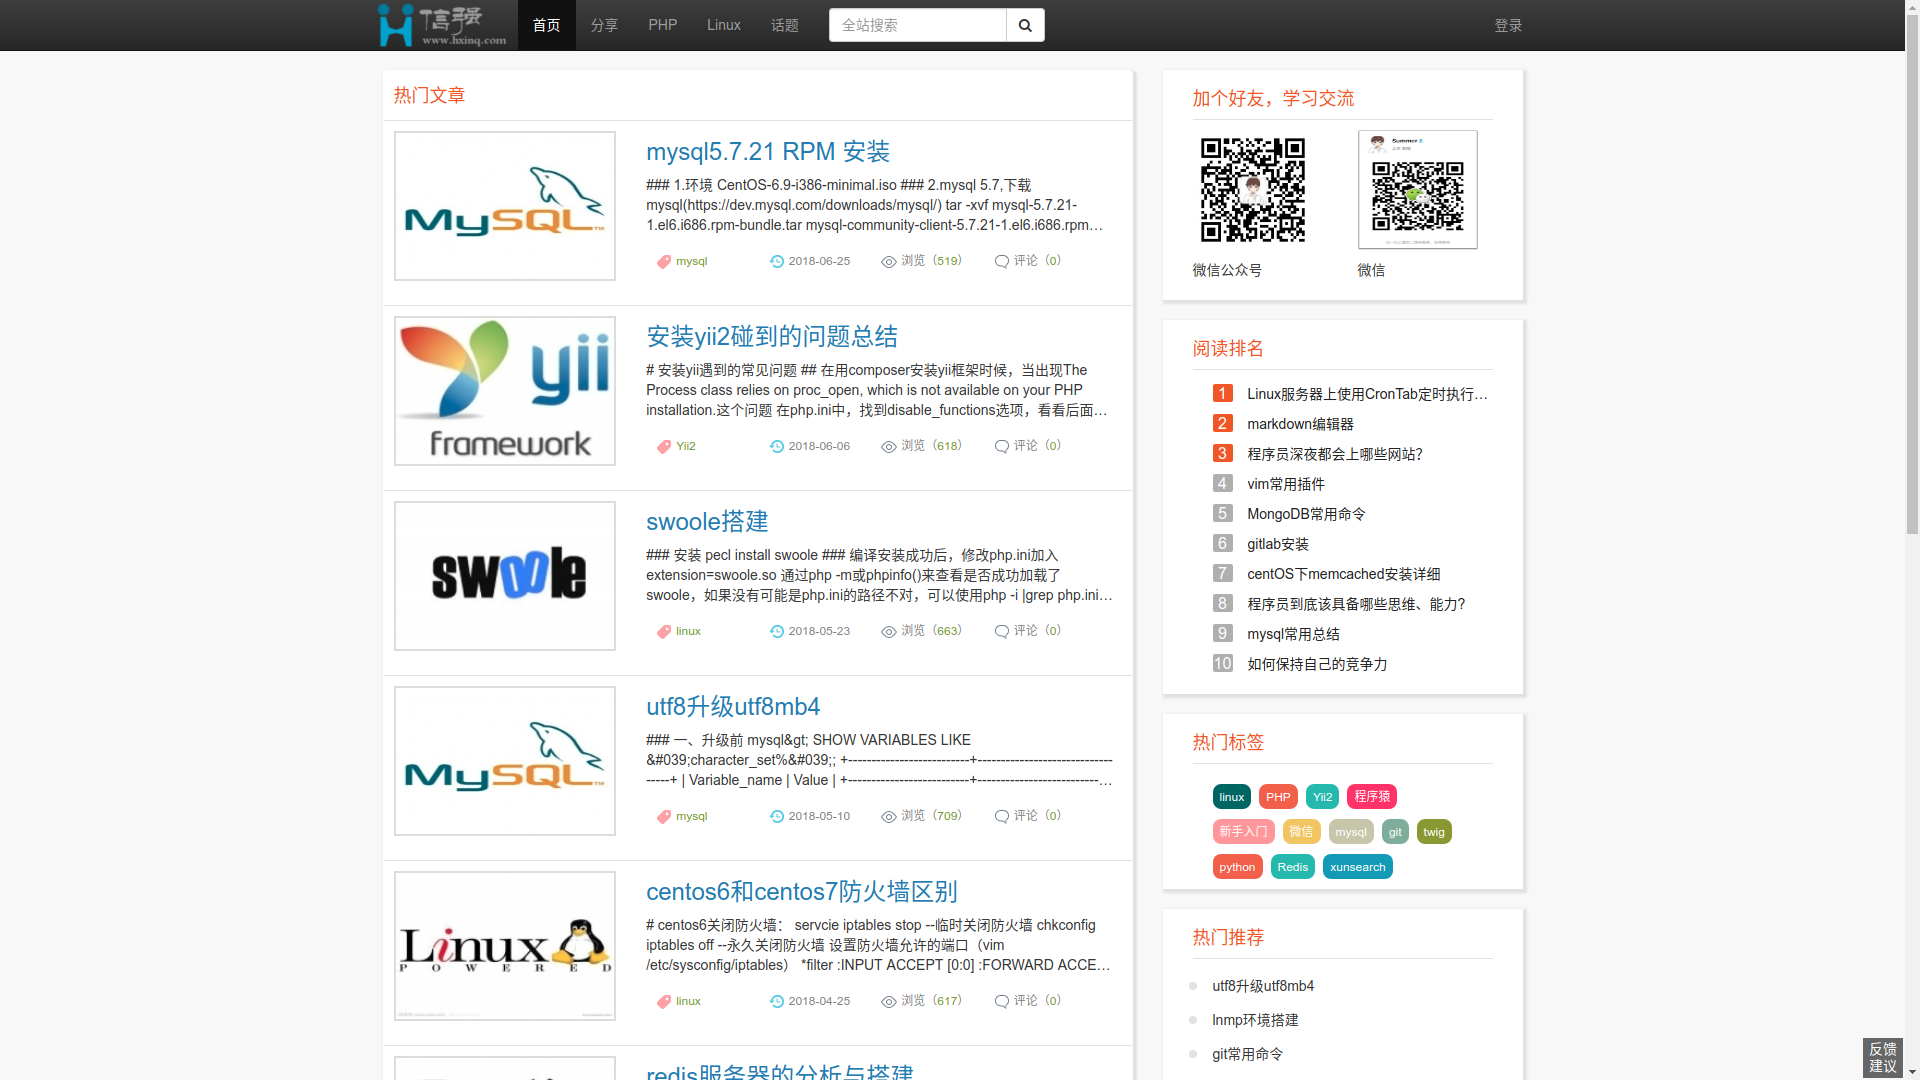 信强
www.hxinq.com
首页
分享
PHP
Linux
话题
全站搜索
登录
热门文章
MySQL
mysql5.7.21 RPM 安装
### 1.环境 CentOS-6.9-i386-minimal.iso ### 2.mysql 5.7,下载
mysql(https://dev.mysql.com/downloads/mysql/) tar -xvf mysql-5.7.21-
1.el6.i686.rpm-bundle.tar mysql-community-client-5.7.21-1.el6.i686.rpm…
mysql
2018-06-25
浏览（519）
评论（0）
yii
framework
安装yii2碰到的问题总结
# 安装yii遇到的常见问题 ## 在用composer安装yii框架时候，当出现The
Process class relies on proc_open, which is not available on your PHP
installation.这个问题 在php.ini中，找到disable_functions选项，看看后面…
Yii2
2018-06-06
浏览（618）
评论（0）
swoole
swoole搭建
### 安装 pecl install swoole ### 编译安装成功后，修改php.ini加入
extension=swoole.so 通过php -m或phpinfo()来查看是否成功加载了
swoole，如果没有可能是php.ini的路径不对，可以使用php -i |grep php.ini…
linux
2018-05-23
浏览（663）
评论（0）
MySQL
utf8升级utf8mb4
### 一、升级前 mysql&gt; SHOW VARIABLES LIKE
&#039;character_set%&#039;; +--------------------------+-----------------------------
-----+ | Variable_name | Value | +--------------------------+--------------------------…
mysql
2018-05-10
浏览（709）
评论（0）
Linux
POWERED
centos6和centos7防火墙区别
# centos6关闭防火墙： servcie iptables stop --临时关闭防火墙 chkconfig
iptables off --永久关闭防火墙 设置防火墙允许的端口（vim
/etc/sysconfig/iptables） *filter :INPUT ACCEPT [0:0] :FORWARD ACCE…
linux
2018-04-25
浏览（617）
评论（0）
redis服务器的分析与搭建
加个好友，学习交流
Summer
微信公众号
微信
阅读排名
1 Linux服务器上使用CronTab定时执行…
2 markdown编辑器
3 程序员深夜都会上哪些网站？
4 vim常用插件
5 MongoDB常用命令
6 gitlab安装
7 centOS下memcached安装详细
8 程序员到底该具备哪些思维、能力？
9 mysql常用总结
10 如何保持自己的竞争力
热门标签
linux PHP Yii2 程序猿
新手入门 微信 mysql git twig
python Redis xunsearch
热门推荐
utf8升级utf8mb4
lnmp环境搭建
git常用命令
反馈
建议